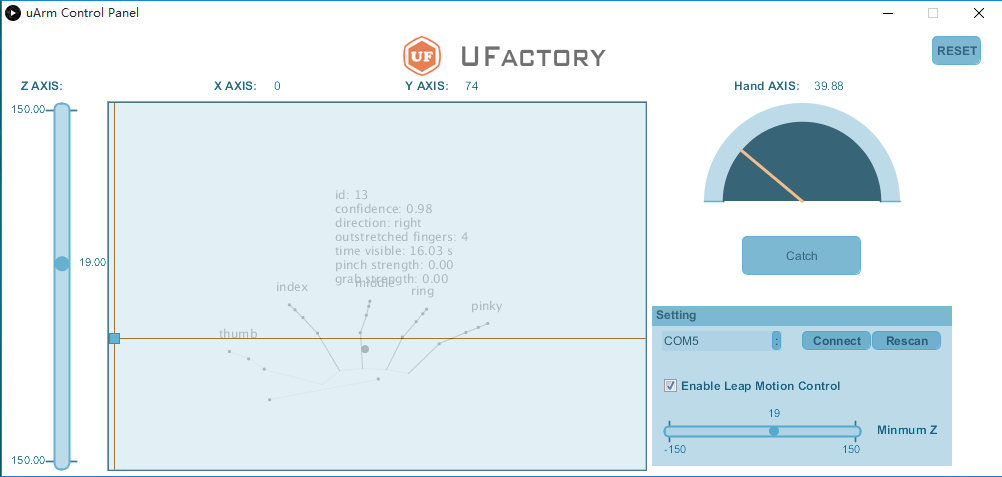 uArm Control Panel
UF UFACTORY
RESET
Z AXIS: X AXIS: 0 Y AXIS: 74 Hand AXIS: 39.88
150.00
id: 13
confidence: 0.98
direction: right
outstretched fingers: 4
time visible: 16.03 s
pinch strength: 0.00
grab strength: 0.00
19.00
Catch
index middle ring pinky
thumb
Setting
COM5 : Connect Rescan
Enable Leap Motion Control
19
Minmum Z
-150 150
150.00